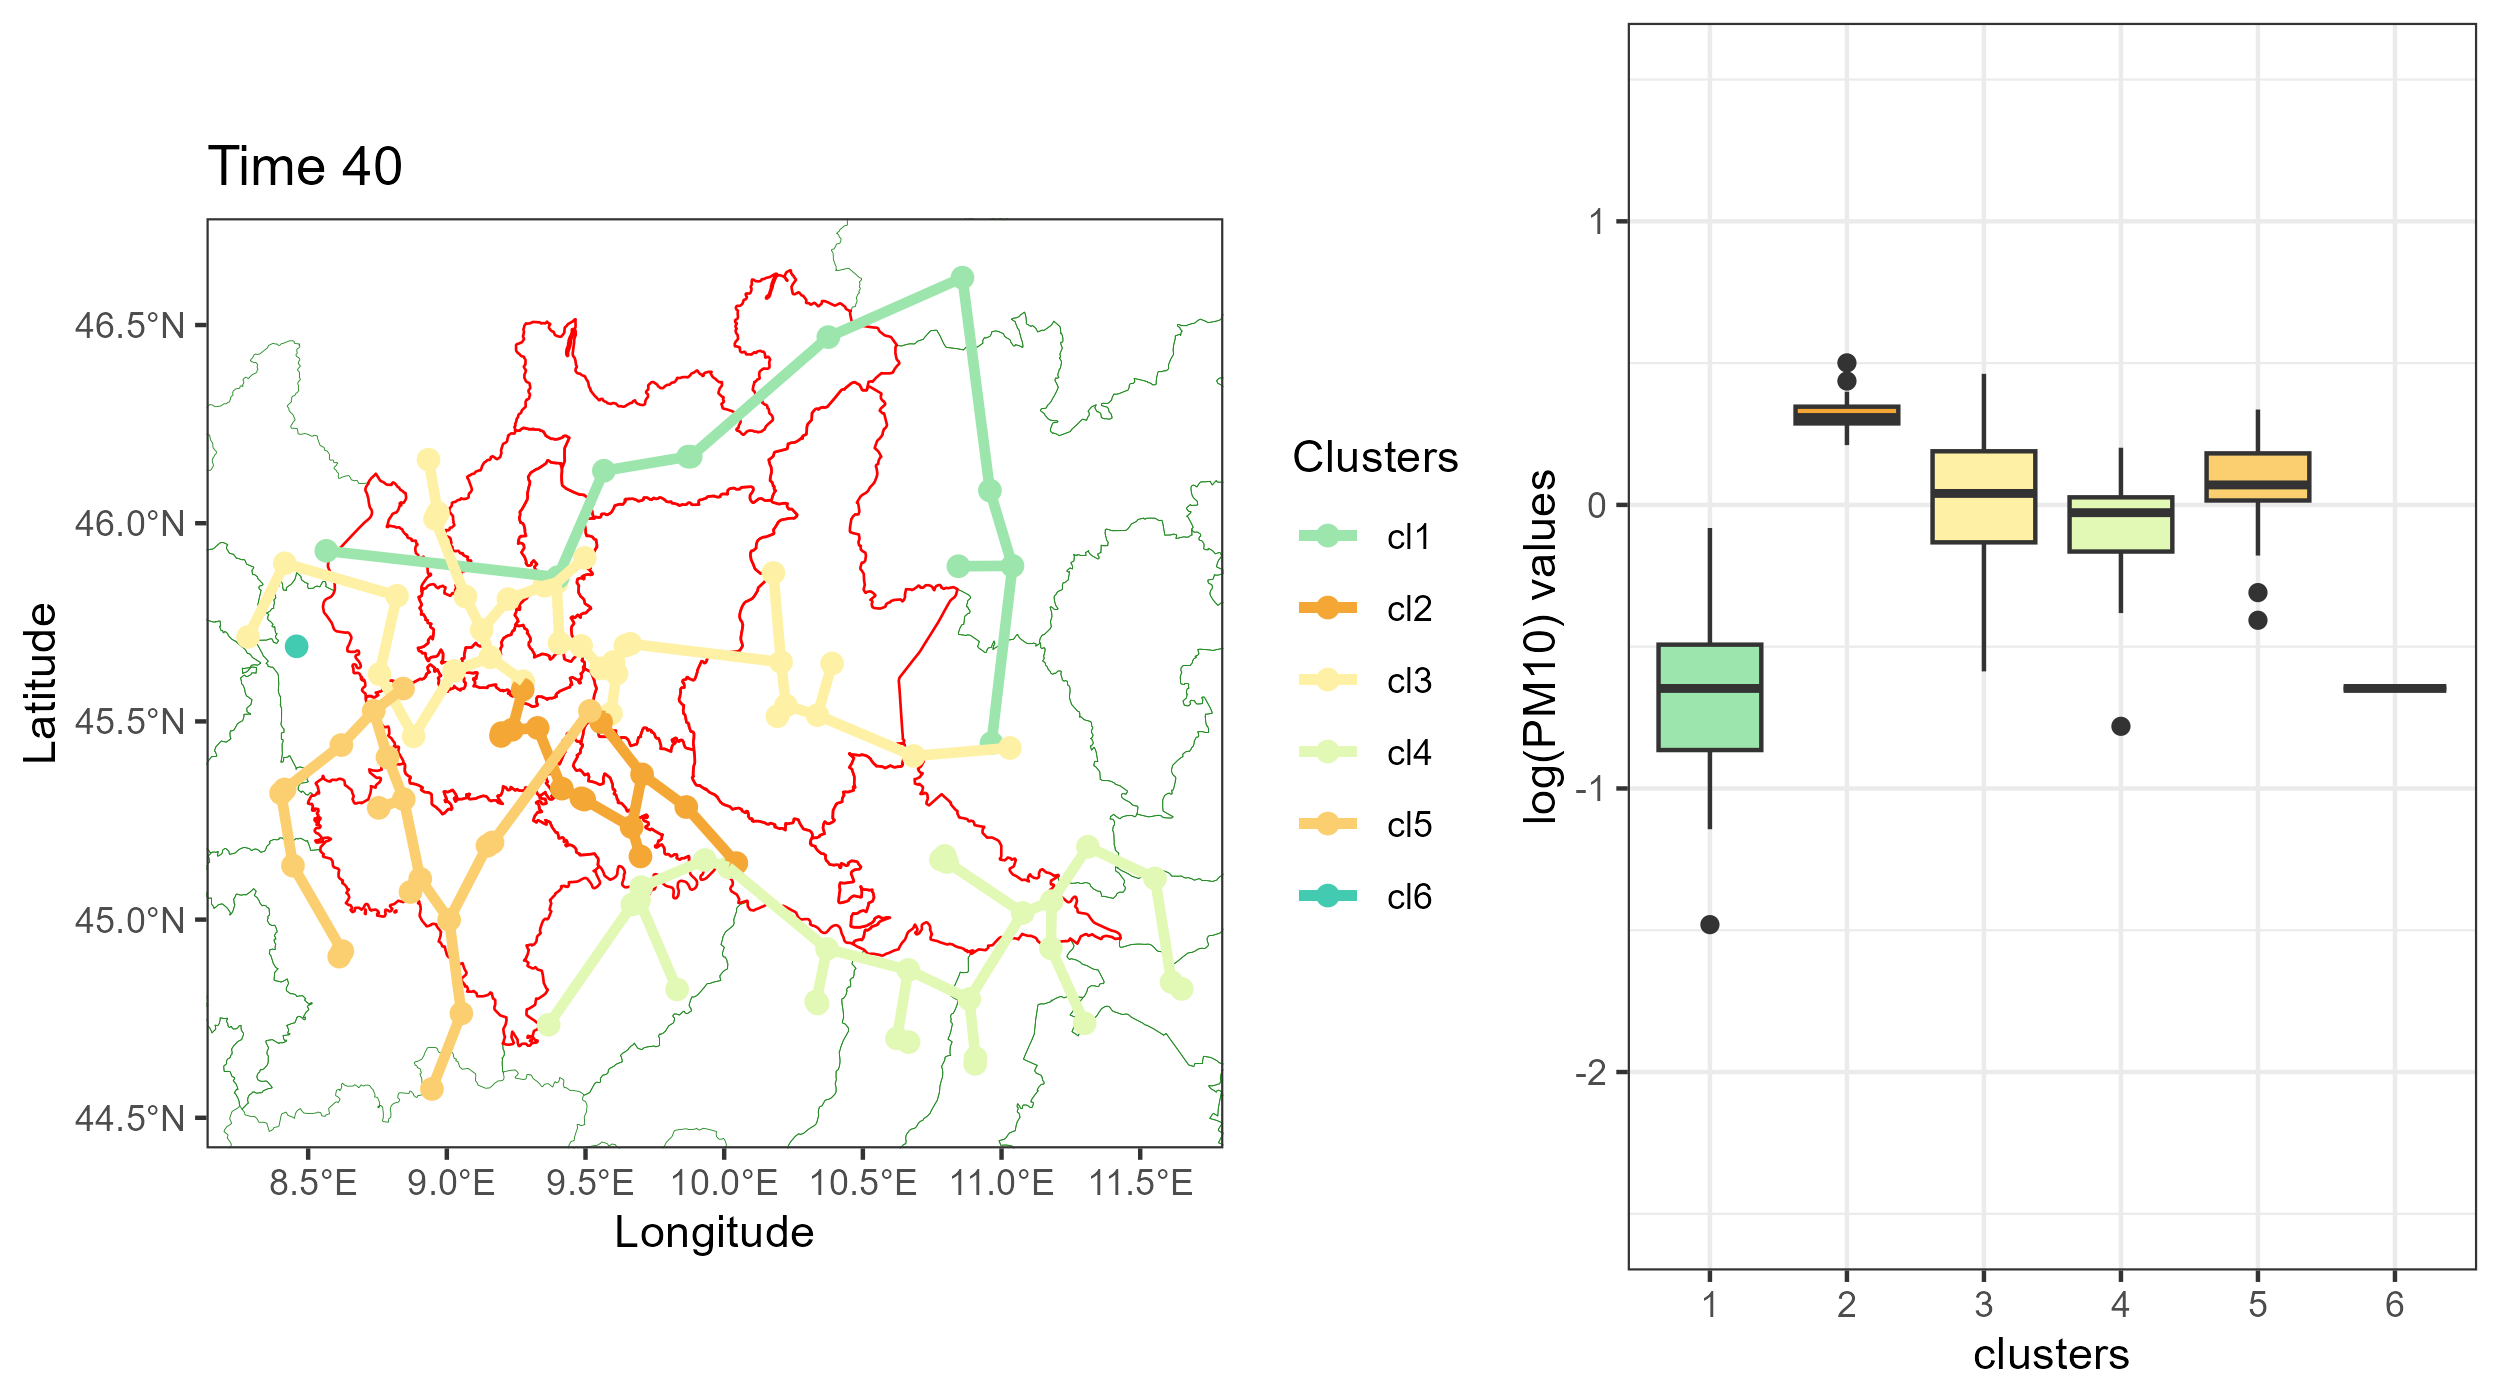 Time 40
Latitude
46.5°N
46.0°N
45.5°N
45.0°N
44.5°N
8.5°E 9.0°E 9.5°E 10.0°E 10.5°E 11.0°E 11.5°E
Longitude
Clusters
cl1
cl2
cl3
cl4
cl5
cl6
log(PM10) values
1
0
-1
-2
1 2 3 4 5 6
clusters